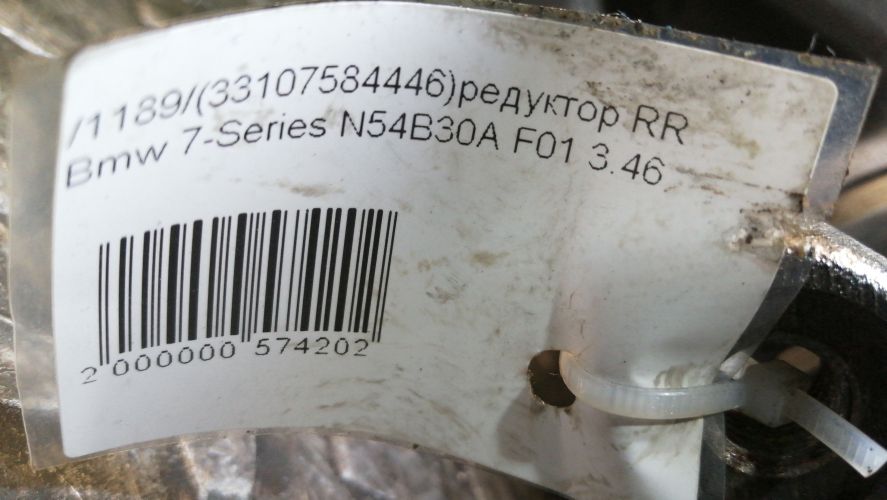 /1189/(33107584446)редуктор RR
Bmw 7-Series N54B30A F01 3.46
2 000000 574202